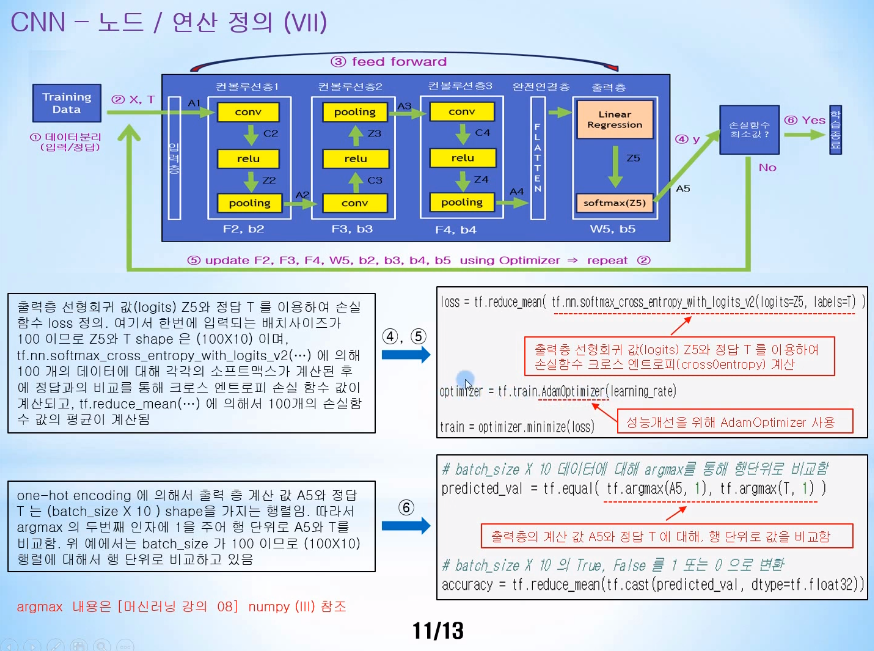 CNN – 노드 / 연산 정의 (VII)
③ feed forward
컨볼루션층1
컨볼루션층2
컨볼루션층3
완전연결층
출력층
Training
Data
② X, T
① 데이터분리
(입력/정답)
A1
입력층
conv
C2
relu
Z2
pooling
A2
F2, b2
pooling
Z3
relu
C3
conv
A3
F3, b3
conv
C4
relu
Z4
pooling
A4
F4, b4
FLATTEN
Linear
Regression
Z5
softmax(Z5)
A5
W5, b5
④ y
손실함수
최소값 ?
⑥ Yes
No
학습종료
⑤ update F2, F3, F4, W5, b2, b3, b4, b5 using Optimizer ⇒ repeat ②
출력층 선형회귀 값(logits) Z5와 정답 T 를 이용하여 손실
함수 loss 정의. 여기서 한번에 입력되는 배치사이즈가
100 이므로 Z5와 T shape 은 (100X10) 이며,
tf.nn.softmax_cross_entropy_with_logits_v2(…) 에 의해
100 개의 데이터에 대해 각각의 소프트맥스가 계산된 후
에 정답과의 비교를 통해 크로스 엔트로피 손실 함수 값이
계산되고, tf.reduce_mean(…) 에 의해서 100개의 손실함
수 값의 평균이 계산됨
④, ⑤
loss = tf.reduce_mean( tf.nn.softmax_cross_entropy_with_logits_v2(logits=Z5, labels=T) )
출력층 선형회귀 값(logits) Z5와 정답 T 를 이용하여
손실함수 크로스 엔트로피(cross0entropy) 계산
optimizer = tf.train.AdamOptimizer(learning_rate)
성능개선을 위해 AdamOptimizer 사용
train = optimizer.minimize(loss)
one-hot encoding 에 의해서 출력 층 계산 값 A5와 정답
T 는 (batch_size X 10 ) shape을 가지는 행렬임. 따라서
argmax 의 두번째 인자에 1을 주어 행 단위로 A5와 T를
비교함. 위 예에서는 batch_size 가 100 이므로 (100X10)
행렬에 대해서 행 단위로 비교하고 있음
⑥
# batch_size X 10 데이터에 대해 argmax를 통해 행단위로 비교함
predicted_val = tf.equal( tf.argmax(A5, 1), tf.argmax(T, 1) )
출력층의 계산 값 A5와 정답 T 에 대해, 행 단위로 값을 비교함
# batch_size X 10 의 True, False 를 1 또는 0 으로 변환
accuracy = tf.reduce_mean(tf.cast(predicted_val, dtype=tf.float32))
argmax 내용은 [머신러닝 강의 08] numpy (III) 참조
11/13